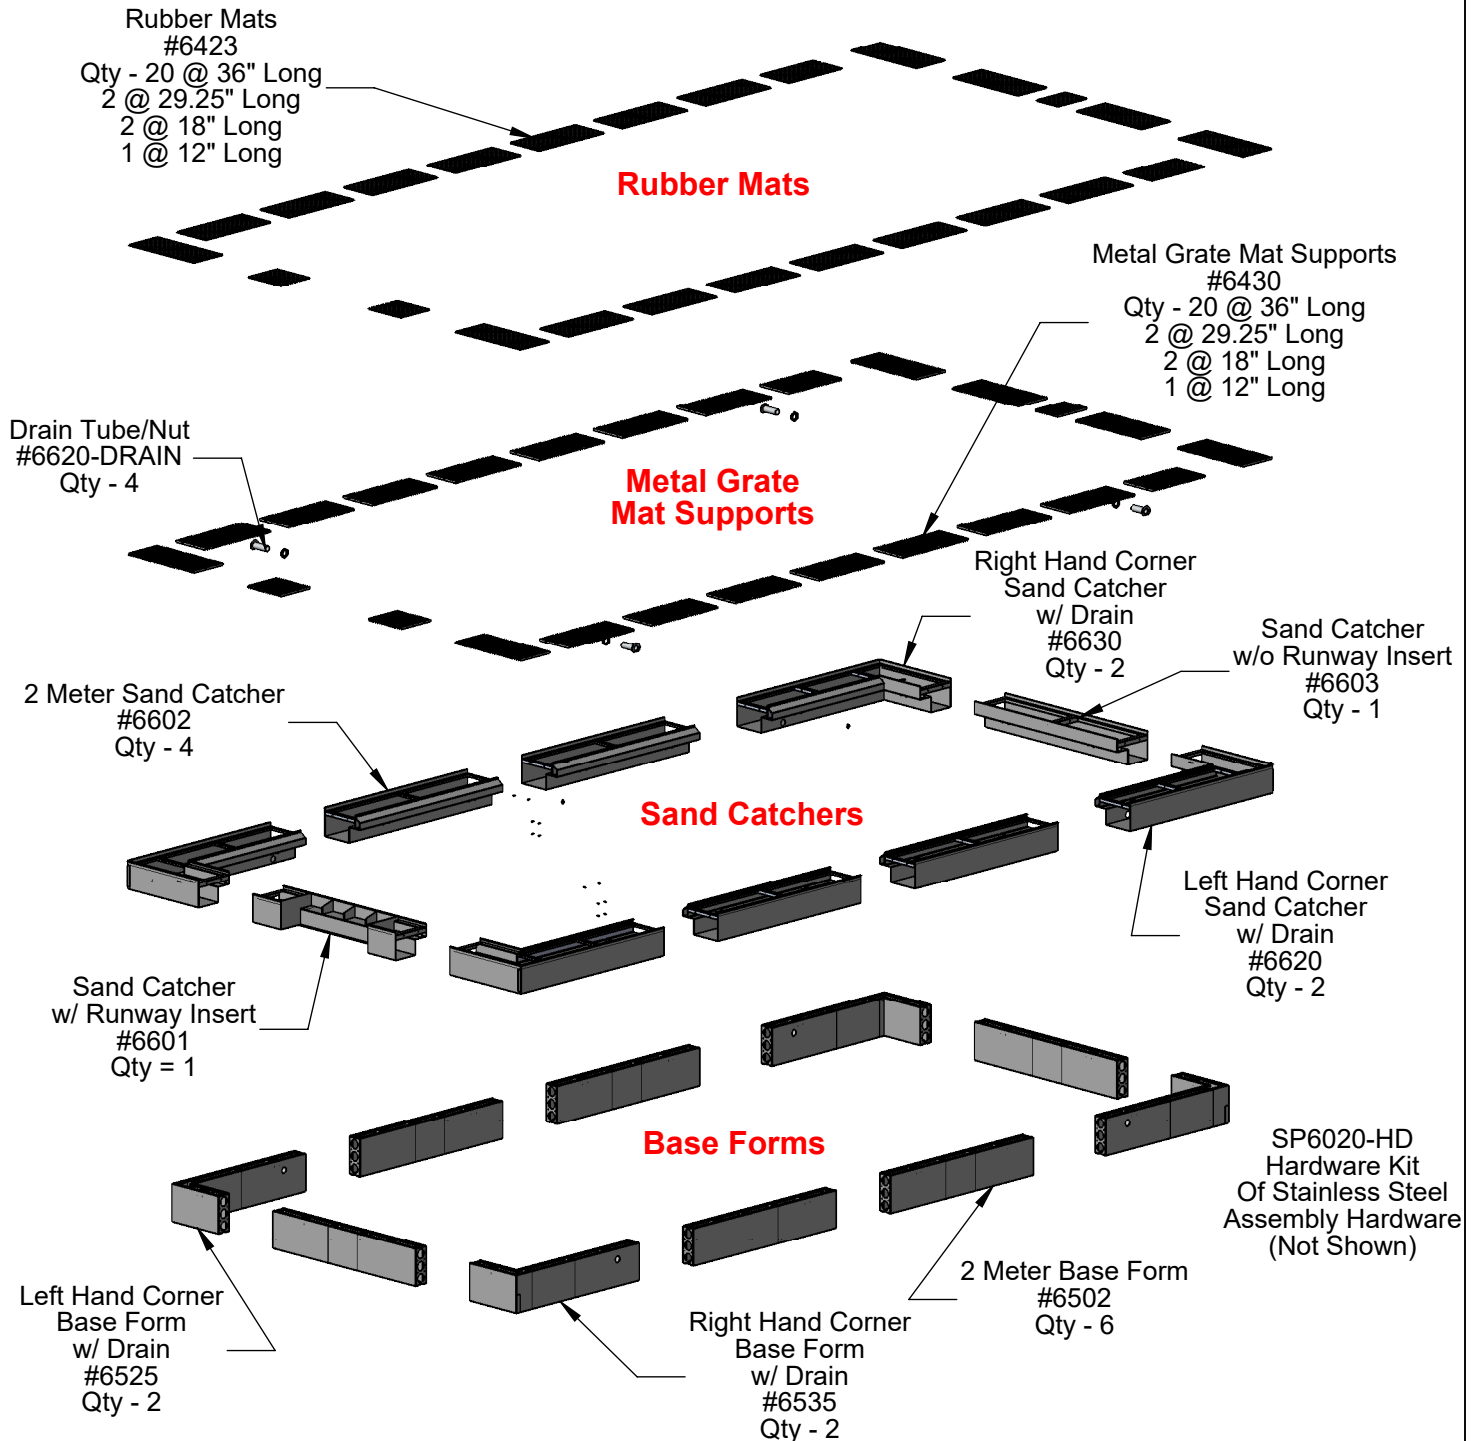 Rubber Mats
#6423
Qty - 20 @ 36" Long
2 @ 29.25" Long
2 @ 18" Long
1 @ 12" Long
Rubber Mats
Metal Grate Mat Supports
#6430
Qty - 20 @ 36" Long
2 @ 29.25" Long
2 @ 18" Long
1 @ 12" Long
Drain Tube/Nut
#6620-DRAIN
Qty - 4
Metal Grate
Mat Supports
Right Hand Corner
Sand Catcher
w/ Drain
#6630
Qty - 2
Sand Catcher
w/o Runway Insert
#6603
Qty - 1
2 Meter Sand Catcher
#6602
Qty - 4
Sand Catchers
Left Hand Corner
Sand Catcher
w/ Drain
#6620
Qty - 2
Sand Catcher
w/ Runway Insert
#6601
Qty = 1
Base Forms
SP6020-HD
Hardware Kit
Of Stainless Steel
Assembly Hardware
(Not Shown)
2 Meter Base Form
#6502
Qty - 6
Left Hand Corner
Base Form
w/ Drain
#6525
Qty - 2
Right Hand Corner
Base Form
w/ Drain
#6535
Qty - 2